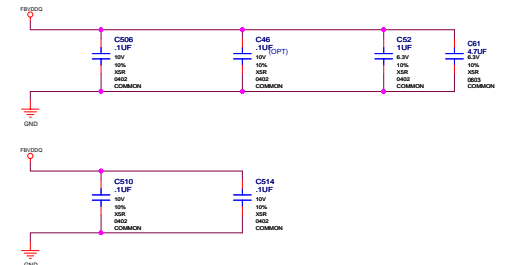 FBVDDQ
C506
.1UF
10V
10%
X5R
0402
COMMON
C46
.1UF(OPT)
10V
10%
X5R
0402
COMMON
C52
1UF
6.3V
10%
X5R
0402
COMMON
C61
4.7UF
6.3V
10%
X5R
0603
COMMON
GND
FBVDDQ
C510
.1UF
10V
10%
X5R
0402
COMMON
C514
.1UF
10V
10%
X5R
0402
COMMON
GND